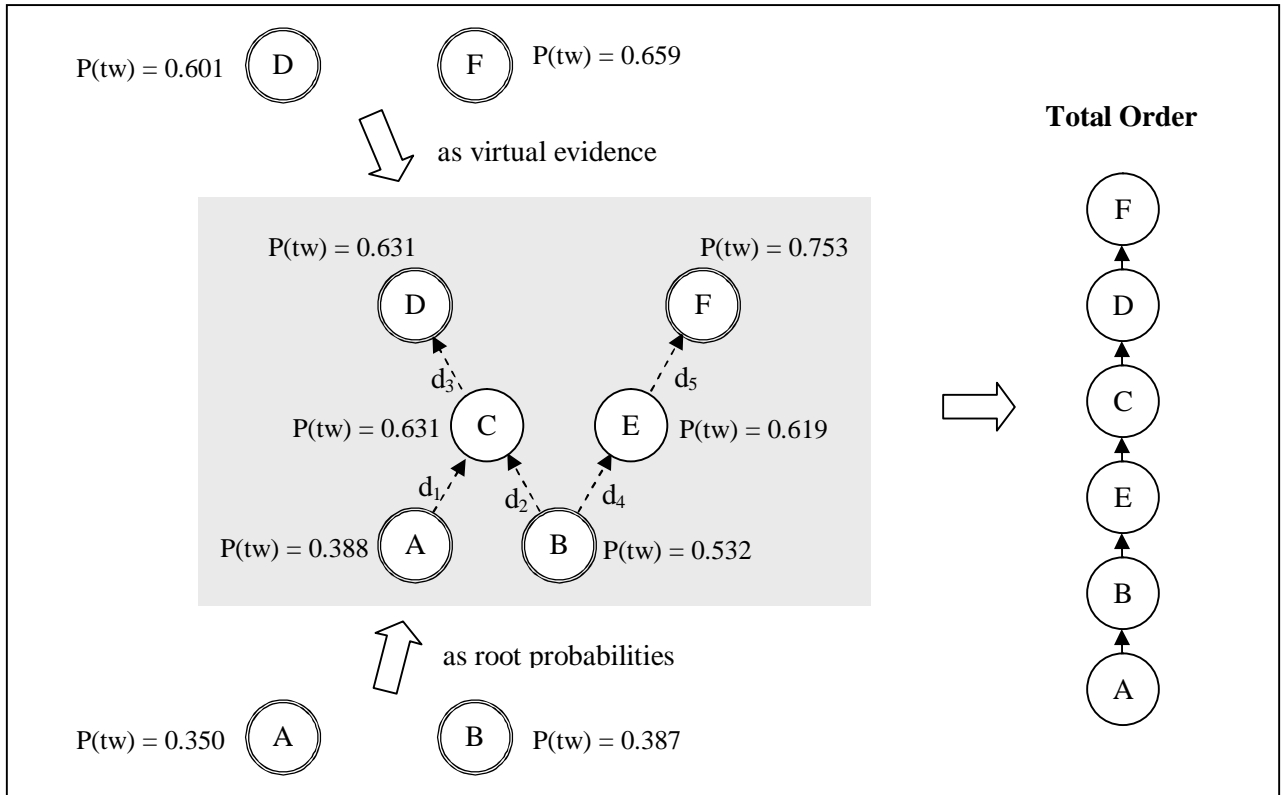 P(tw) = 0.601 D F P(tw) = 0.659
as virtual evidence
P(tw) = 0.631 P(tw) = 0.753
D F
d₃ d₅
P(tw) = 0.631 C E P(tw) = 0.619
d₁ d₂ d₄
P(tw) = 0.388 A B P(tw) = 0.532
as root probabilities
P(tw) = 0.350 A B P(tw) = 0.387
Total Order
F
D
C
E
B
A